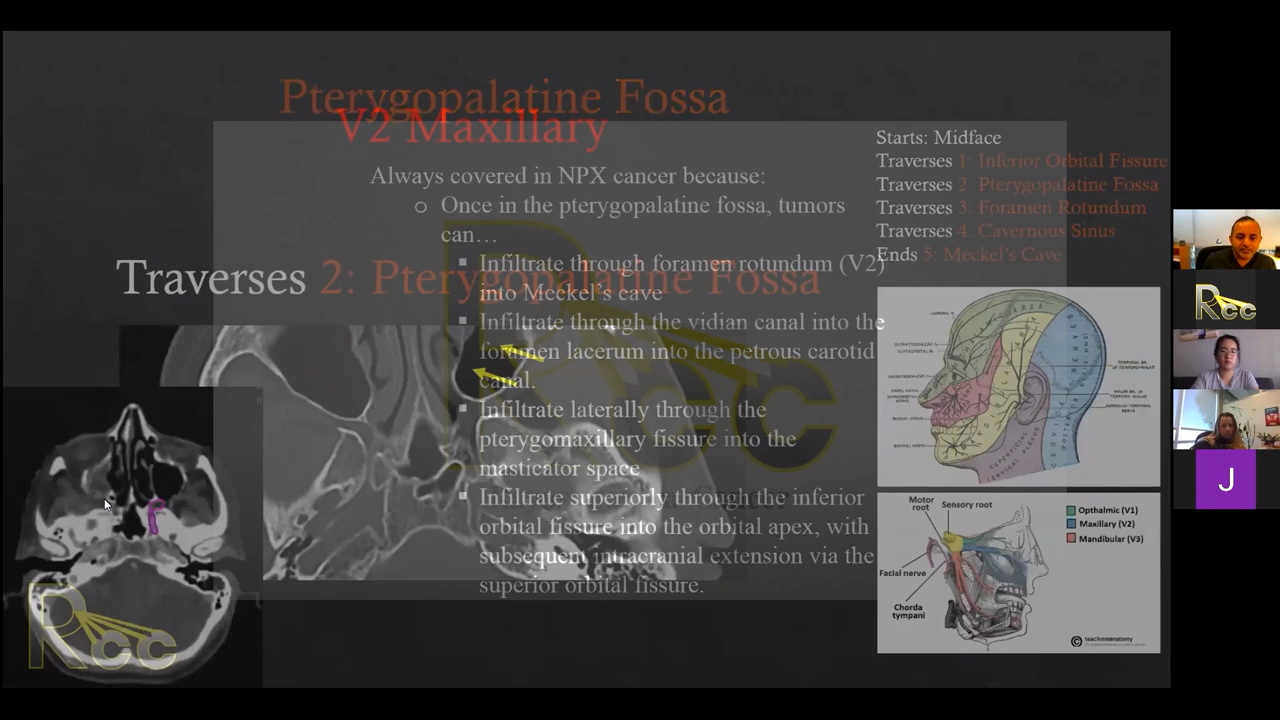 Pterygopalatine Fossa
V2 Maxillary
Always covered in NPX cancer because:
Once in the pterygopalatine fossa, tumors
can…
Infiltrate through foramen rotundum (V2)
into Meckel's cave
Infiltrate through the vidian canal into the
foramen lacerum into the petrous carotid
canal.
Infiltrate laterally through the
pterygomaxillary fissure into the
masticator space
Infiltrate superiorly through the inferior
orbital fissure into the orbital apex, with
subsequent intracranial extension via the
superior orbital fissure.
Traverses 2: Pterygopalatine Fossa
Starts: Midface
Traverses 1: Inferior Orbital Fissure
Traverses 2: Pterygopalatine Fossa
Traverses 3: Foramen Rotundum
Traverses 4: Cavernous Sinus
Ends 5: Meckel's Cave
SUPERFICIAL
CERVICAL PLEXUS
Motor
root
Sensory root
Opthalmic (V1)
Maxillary (V2)
Mandibular (V3)
Facial nerve
Chorda
tympani
teachmeanatomy
Rcc
Rcc
J